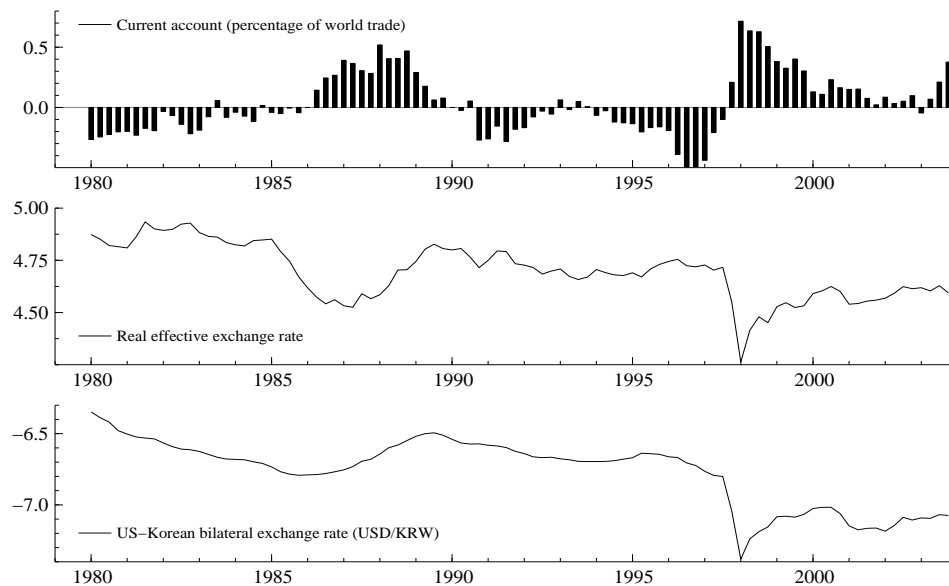 Current account (percentage of world trade)
0.5
0.0
1980 1985 1990 1995 2000
5.00
4.75
4.50
Real effective exchange rate
1980 1985 1990 1995 2000
−6.5
−7.0
US−Korean bilateral exchange rate (USD/KRW)
1980 1985 1990 1995 2000